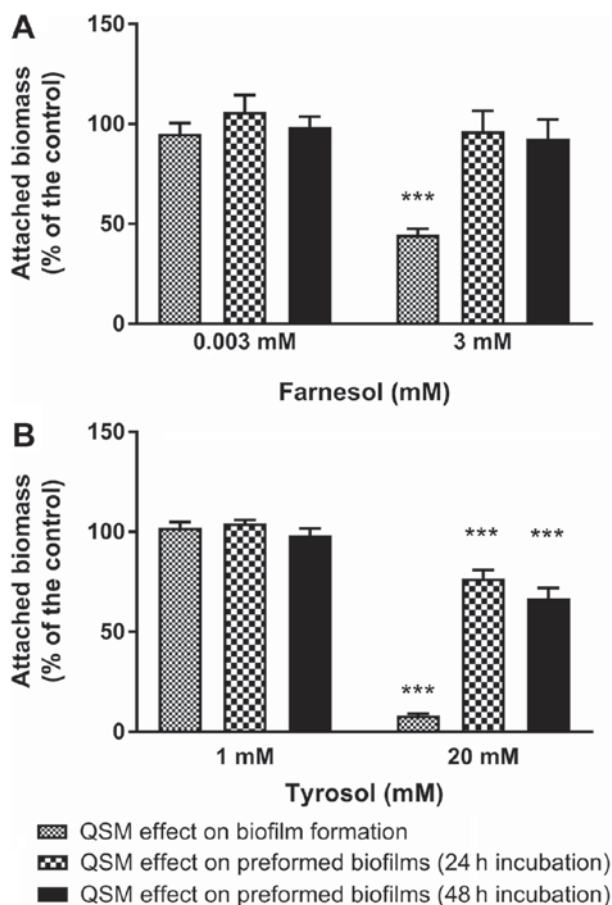 A
Attached biomass
(% of the control)
150
100
50
0
***
0.003 mM
3 mM
Farnesol (mM)
B
Attached biomass
(% of the control)
150
100
50
0
***
***
***
1 mM
20 mM
Tyrosol (mM)
QSM effect on biofilm formation
QSM effect on preformed biofilms (24 h incubation)
QSM effect on preformed biofilms (48 h incubation)